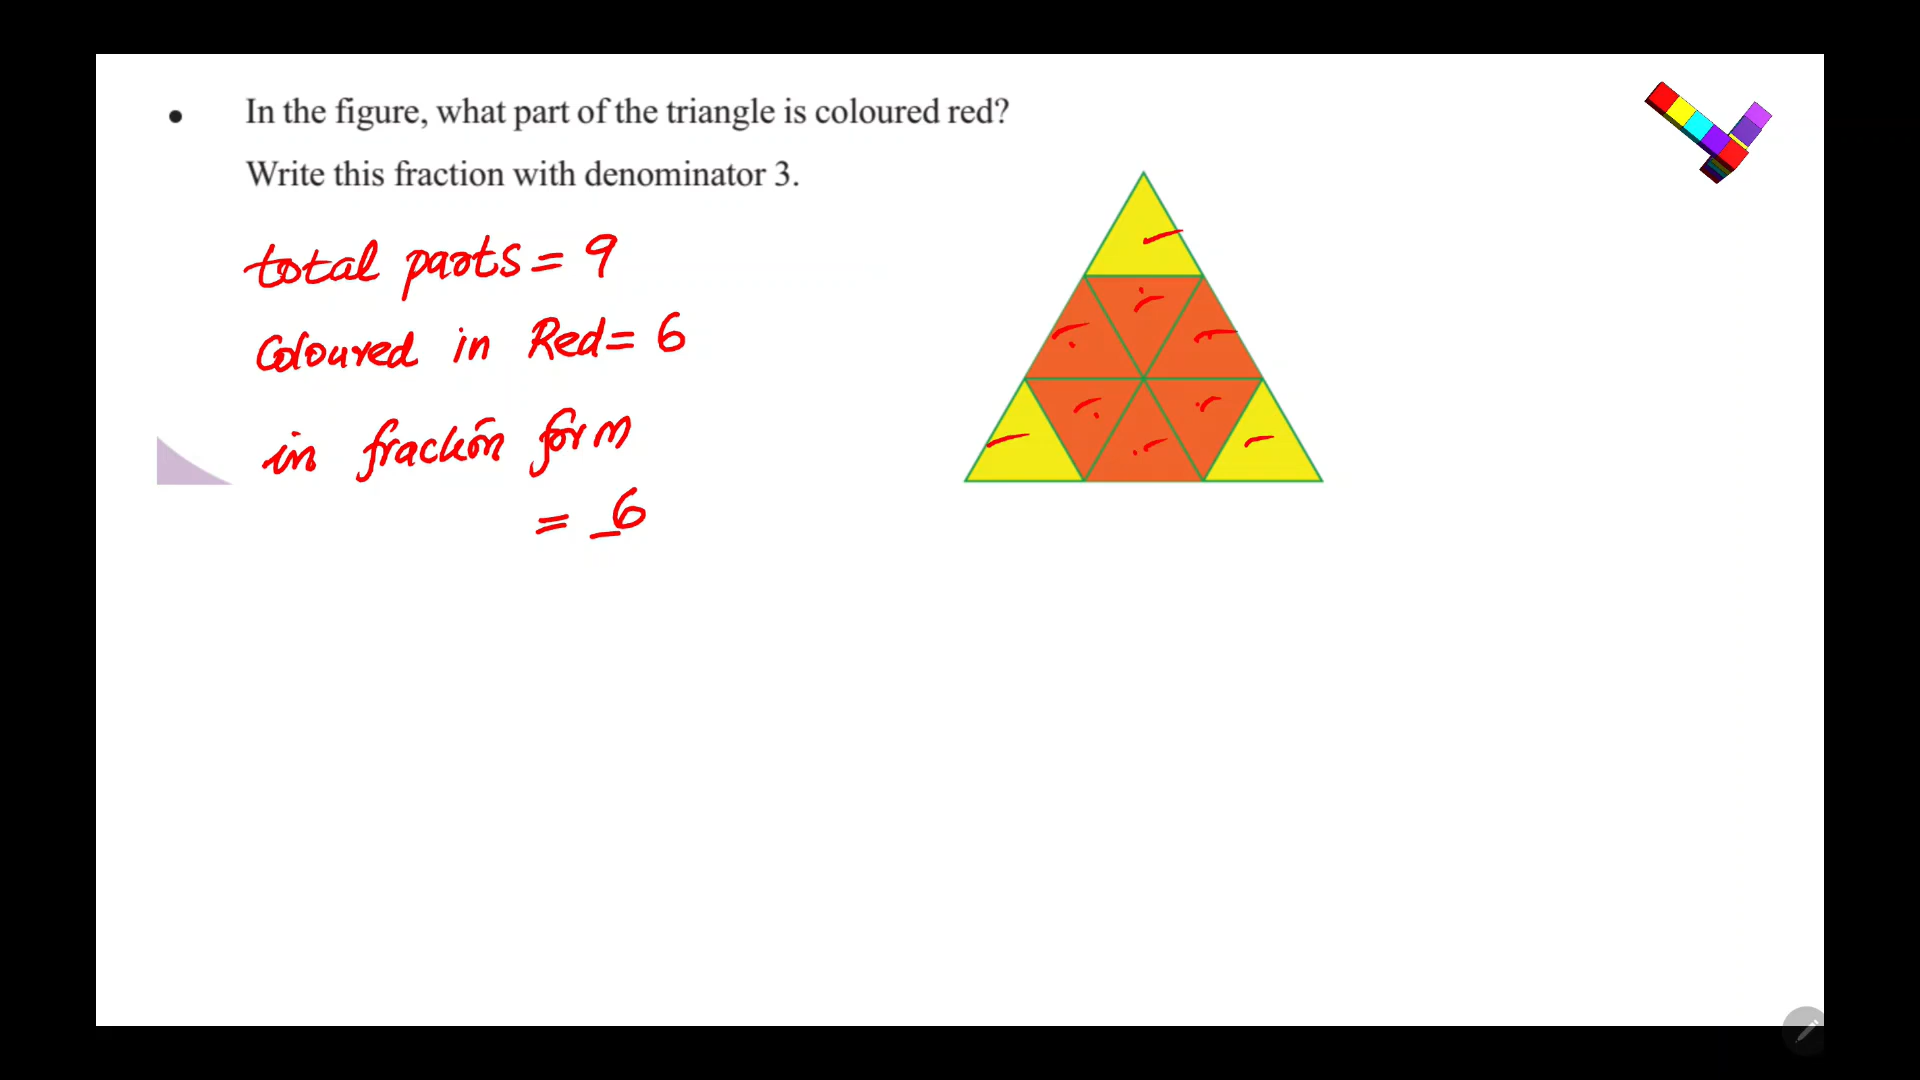 • In the figure, what part of the triangle is coloured red?
Write this fraction with denominator 3.
total parts = 9
Coloured in Red = 6
in fraction form
= 6